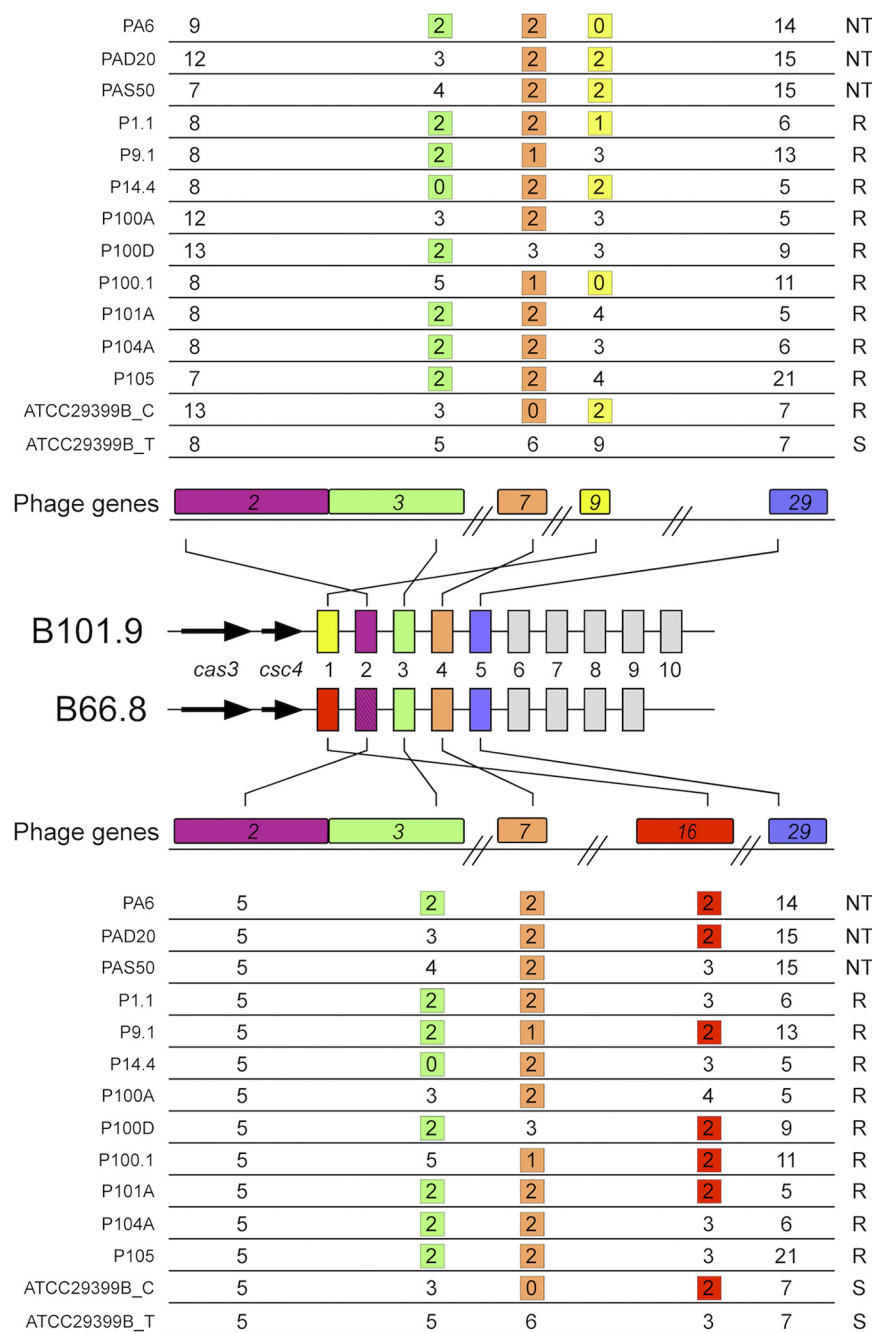 PA6 9 2 2 0 14 NT
PAD20 12 3 2 2 15 NT
PAS50 7 4 2 2 15 NT
P1.1 8 2 2 1 6 R
P9.1 8 2 1 3 13 R
P14.4 8 0 2 2 5 R
P100A 12 3 2 3 5 R
P100D 13 2 3 3 9 R
P100.1 8 5 1 0 11 R
P101A 8 2 2 4 5 R
P104A 8 2 2 3 6 R
P105 7 2 2 4 21 R
ATCC29399B_C 13 3 0 2 7 R
ATCC29399B_T 8 5 6 9 7 S
Phage genes 2 3 7 9 29
B101.9
cas3 csc4 1 2 3 4 5 6 7 8 9 10
B66.8
Phage genes 2 3 7 16 29
PA6 5 2 2 2 14 NT
PAD20 5 3 2 2 15 NT
PAS50 5 4 2 3 15 NT
P1.1 5 2 2 3 6 R
P9.1 5 2 1 2 13 R
P14.4 5 0 2 3 5 R
P100A 5 3 2 4 5 R
P100D 5 2 3 2 9 R
P100.1 5 5 1 2 11 R
P101A 5 2 2 2 5 R
P104A 5 2 2 3 6 R
P105 5 2 2 3 21 R
ATCC29399B_C 5 3 0 2 7 S
ATCC29399B_T 5 5 6 3 7 S